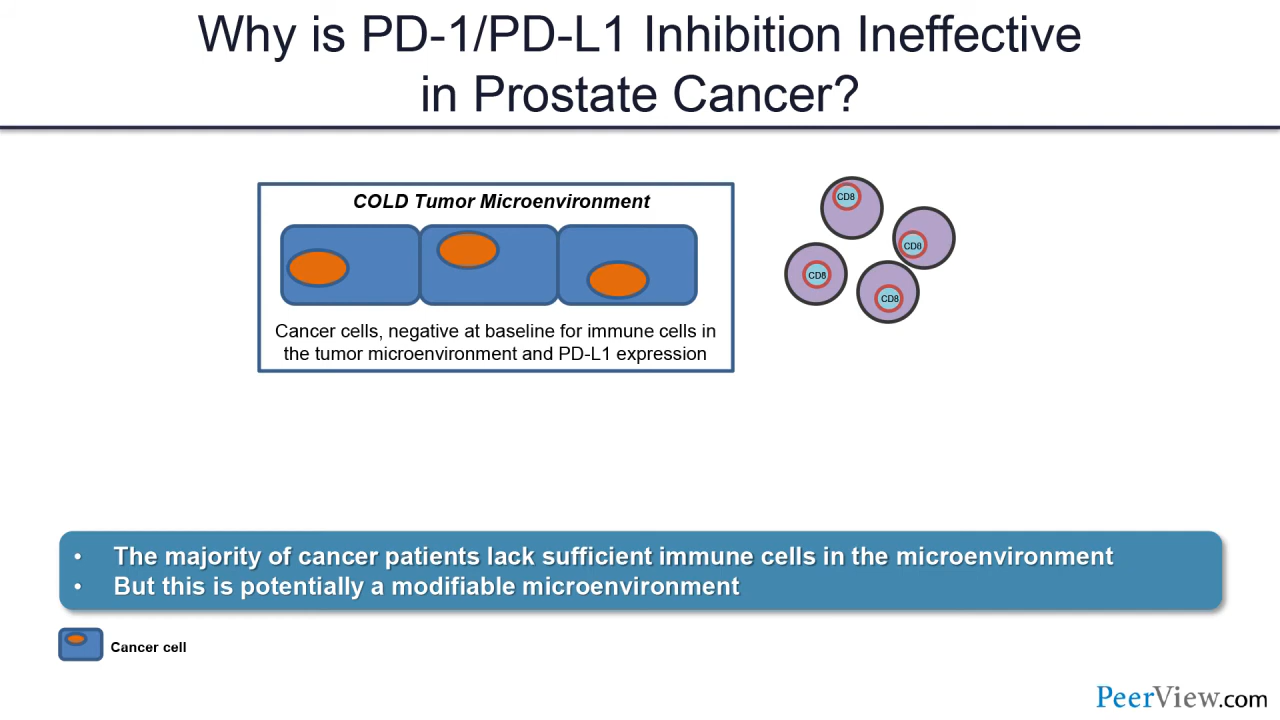 Why is PD-1/PD-L1 Inhibition Ineffective
in Prostate Cancer?
COLD Tumor Microenvironment
Cancer cells, negative at baseline for immune cells in
the tumor microenvironment and PD-L1 expression
CD8
CD8
CD8
CD8
• The majority of cancer patients lack sufficient immune cells in the microenvironment
• But this is potentially a modifiable microenvironment
Cancer cell
PeerView.com